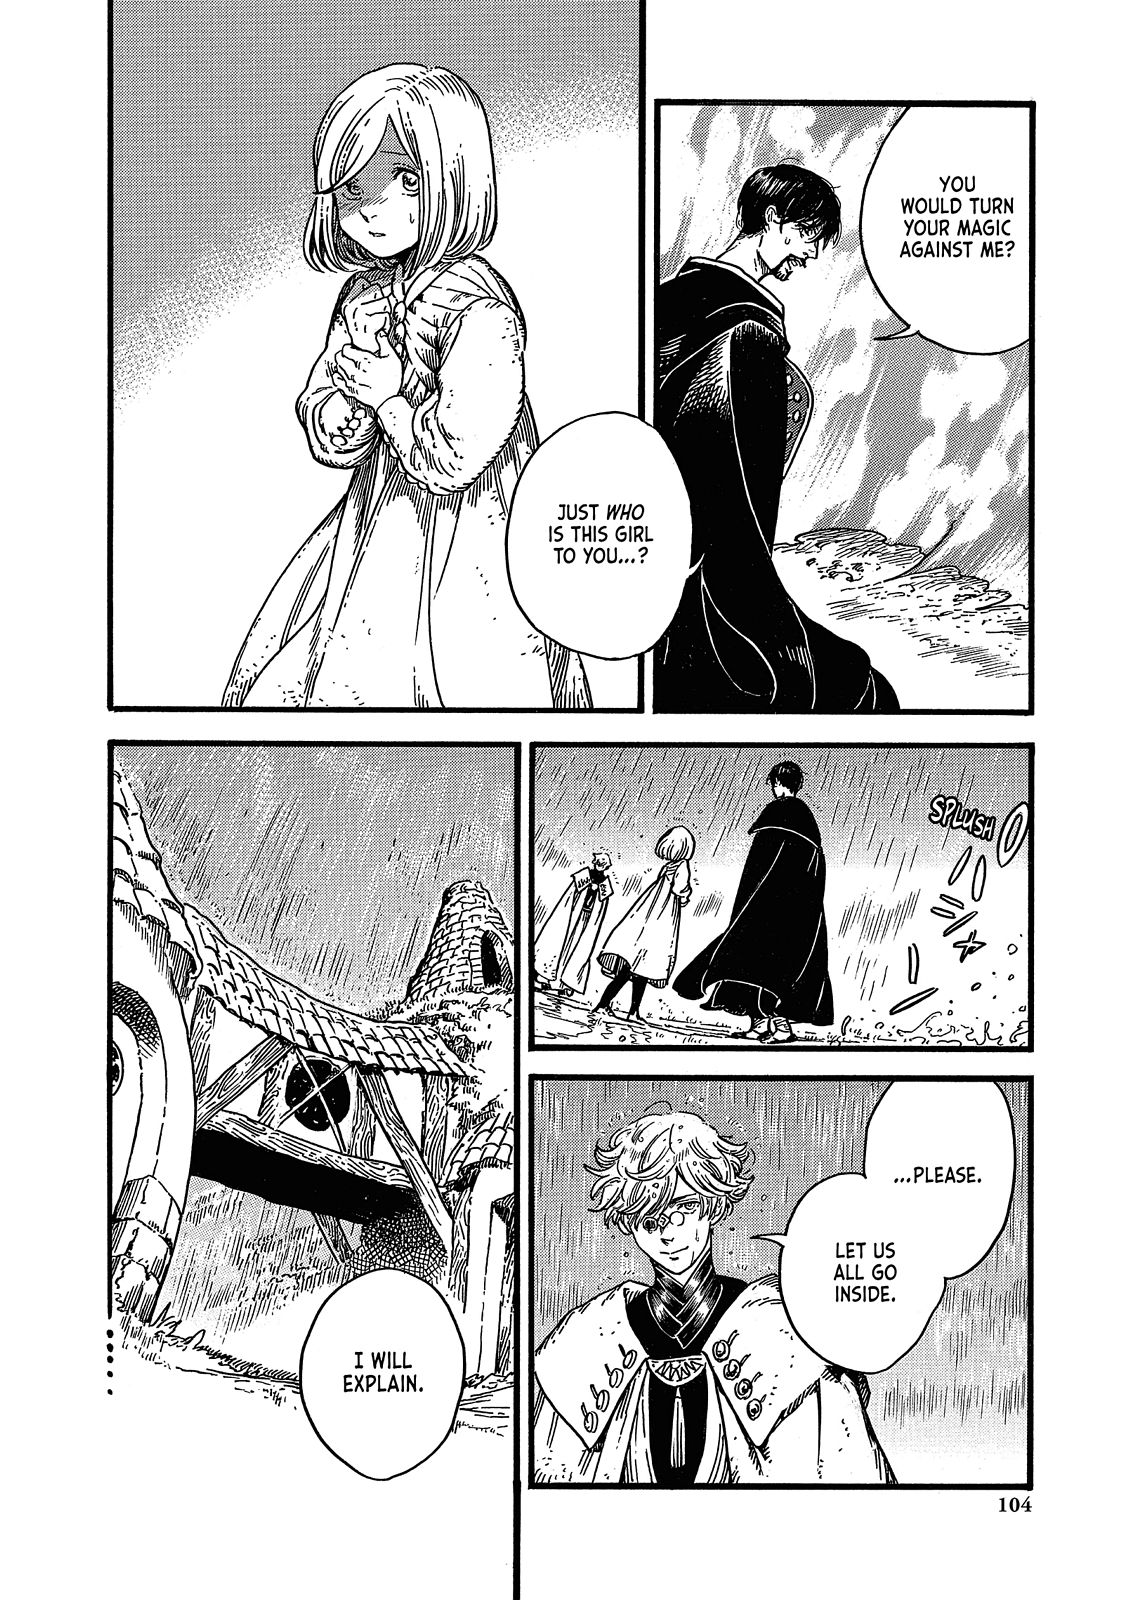 YOU
WOULD TURN
YOUR MAGIC
AGAINST ME?
JUST WHO
IS THIS GIRL
TO YOU...?
SPLUSH
...PLEASE.
LET US
ALL GO
INSIDE.
I WILL
EXPLAIN.
104